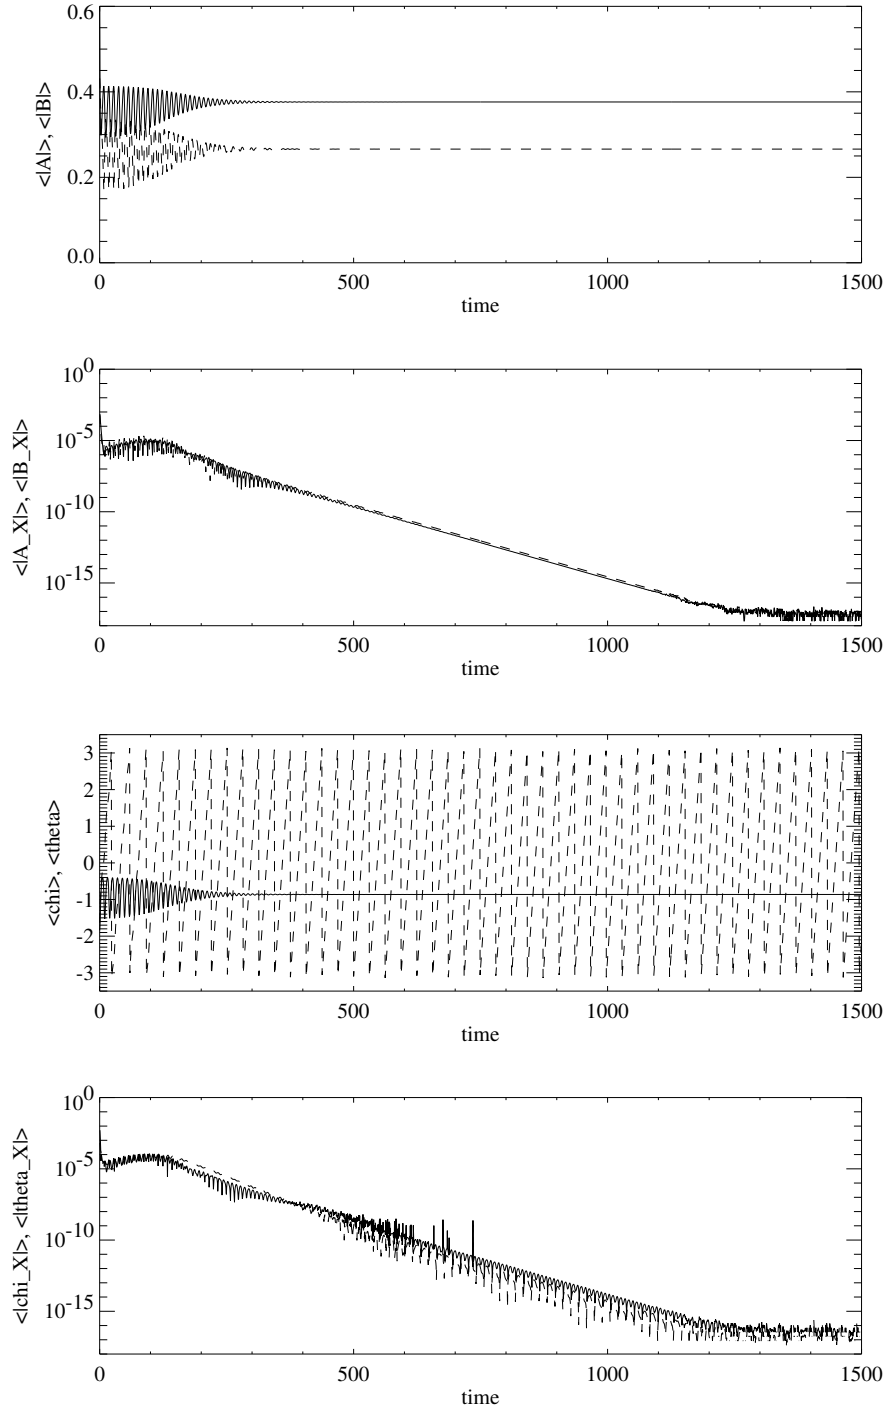 0.6
0.4
0.2
0.0
<|A|>, <|B|>
0 500 1000 1500
time
10^0
10^-5
10^-10
10^-15
<|A_X|>, <|B_X|>
0 500 1000 1500
time
3
2
1
0
-1
-2
-3
<chi>, <theta>
0 500 1000 1500
time
10^0
10^-5
10^-10
10^-15
<|chi_X|>, <|theta_X|>
0 500 1000 1500
time